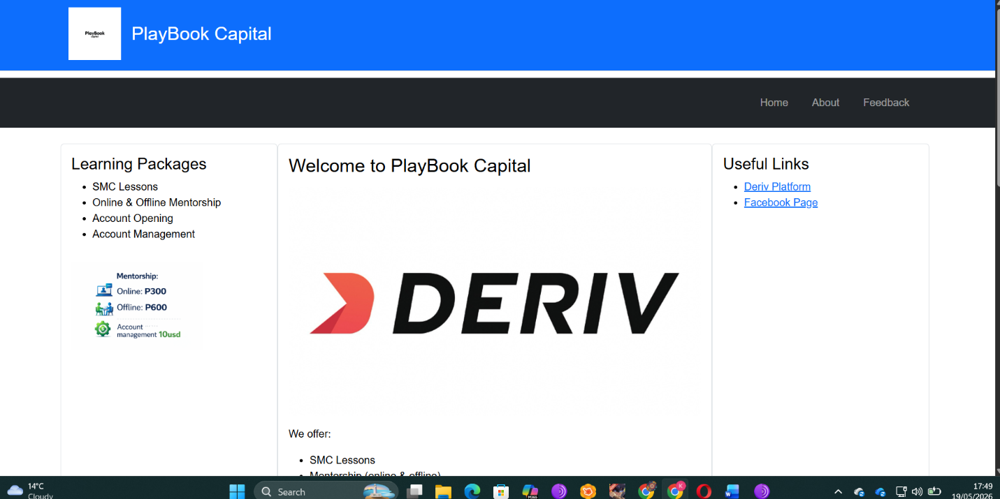 PlayBook
capital
PlayBook Capital
Home About Feedback
Learning Packages
SMC Lessons
Online & Offline Mentorship
Account Opening
Account Management
Mentorship:
Online: P300
Offline: P600
Account
management 10usd
Welcome to PlayBook Capital
DERIV
We offer:
SMC Lessons
Mentorship (online & offline)
Useful Links
Deriv Platform
Facebook Page
14°C
Cloudy
Search
17:49
19/05/2026